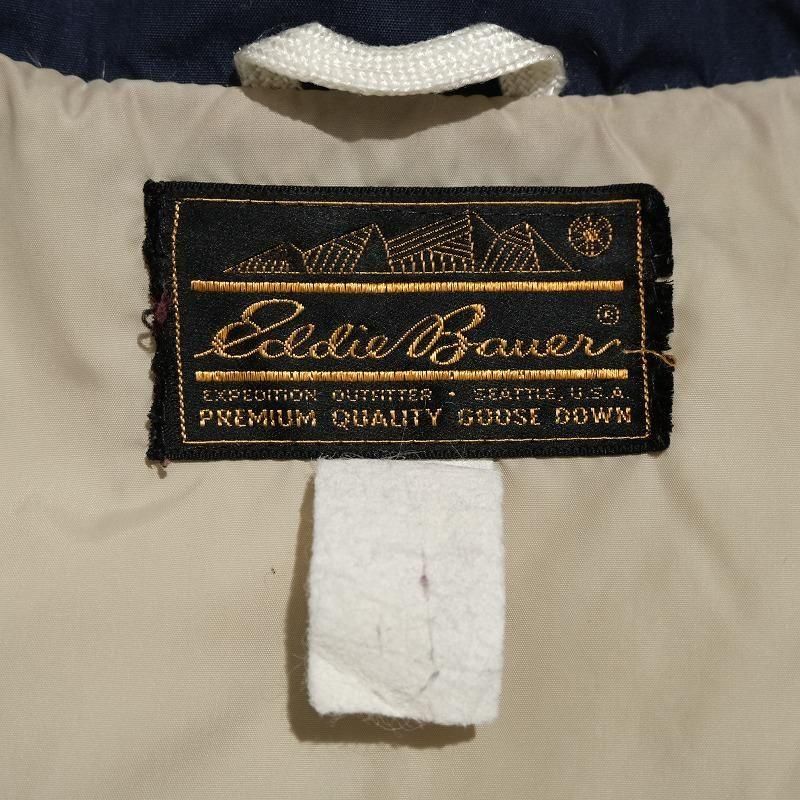 Eddie Bauer ®
EXPEDITION OUTFITTER • SEATTLE, U.S.A.
PREMIUM QUALITY GOOSE DOWN